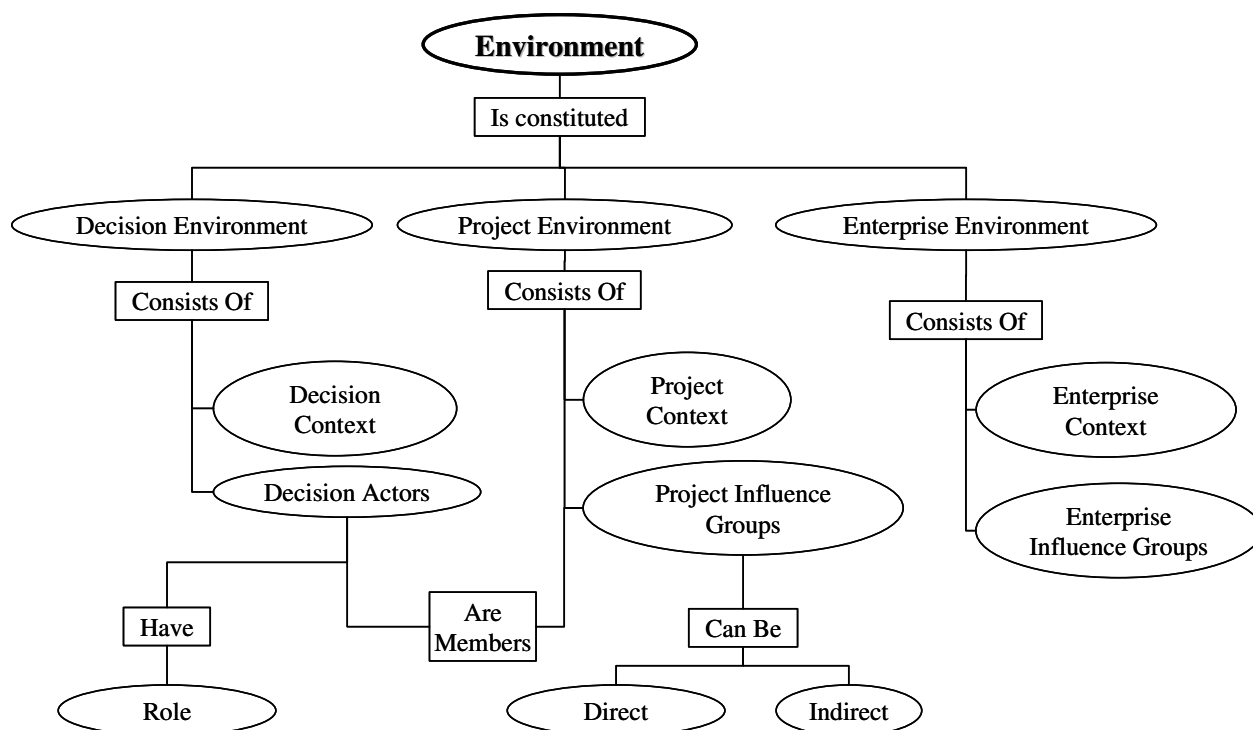 Environment
Is constituted
Decision Environment
Project Environment
Enterprise Environment
Consists Of
Consists Of
Consists Of
Decision
Context
Project
Context
Enterprise
Context
Decision Actors
Project Influence
Groups
Enterprise
Influence Groups
Have
Are
Members
Can Be
Role
Direct
Indirect